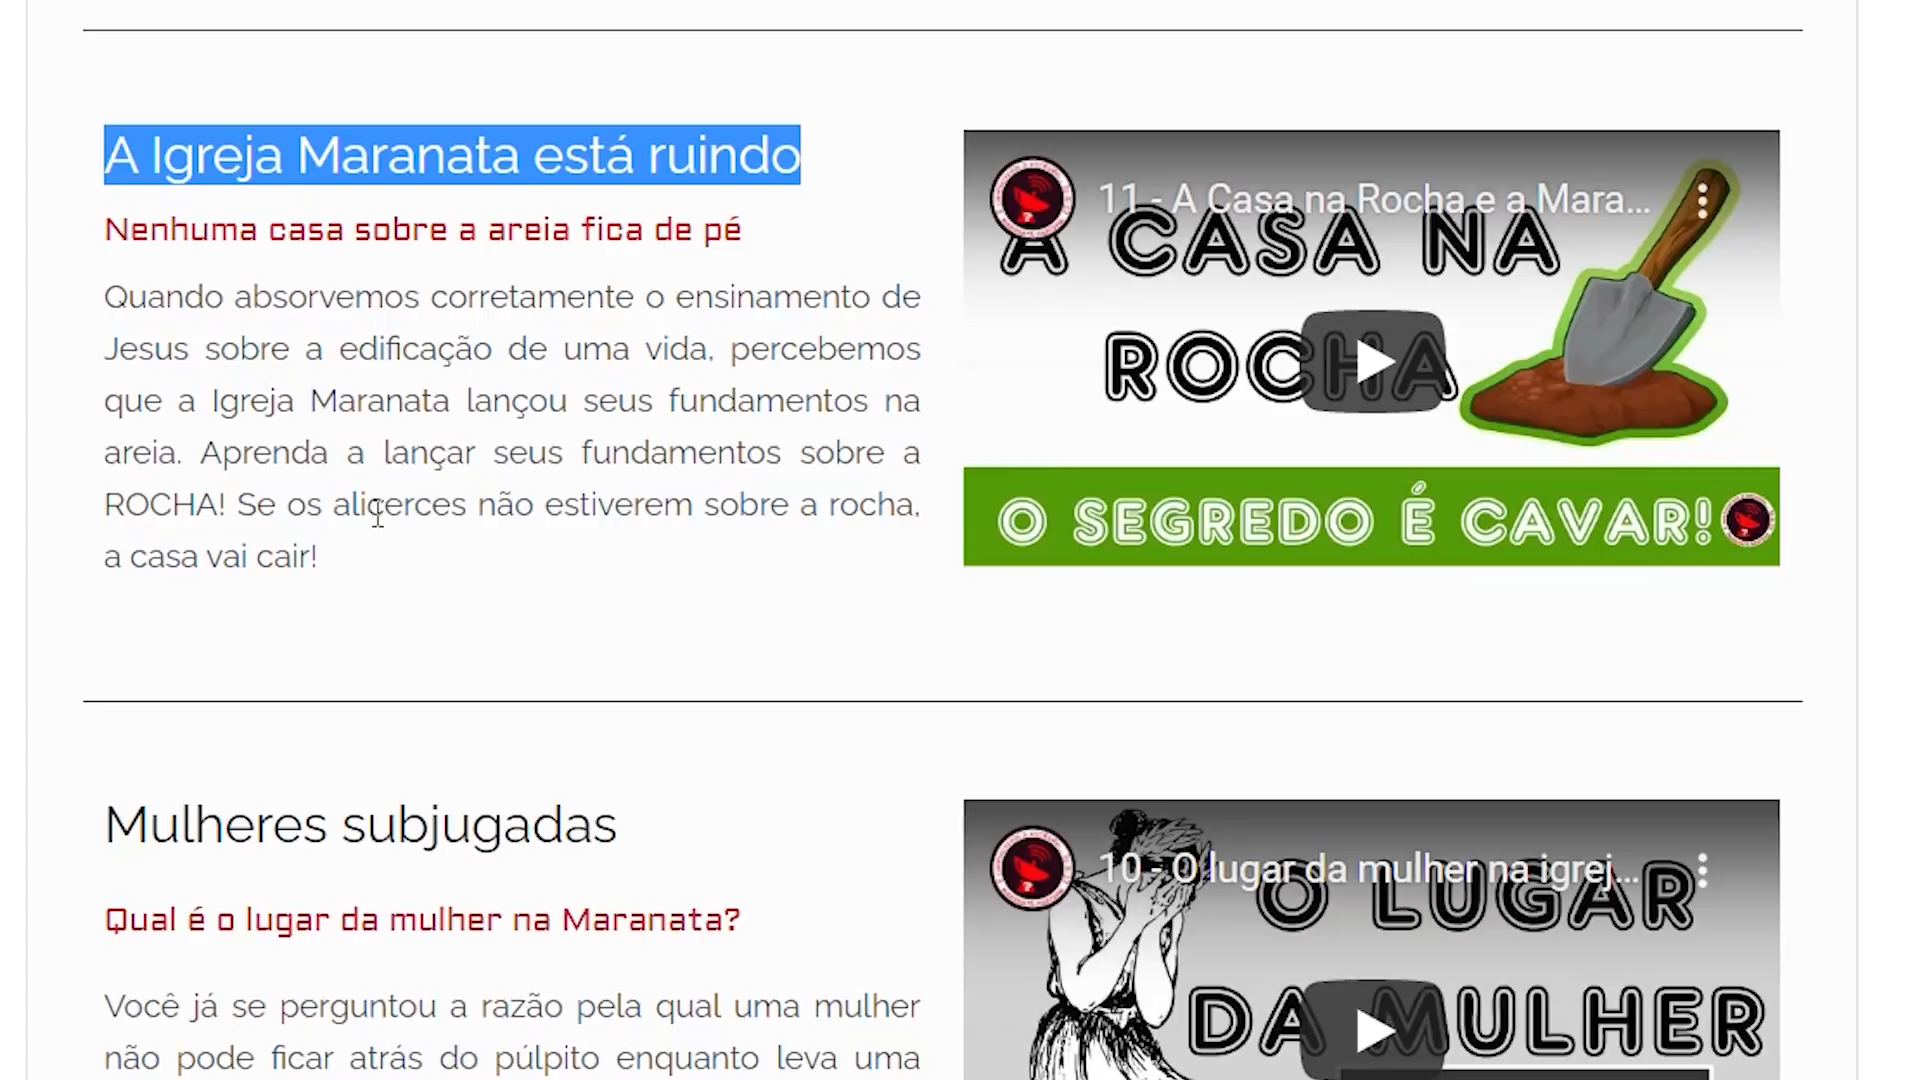 A Igreja Maranata está ruindo
Nenhuma casa sobre a areia fica de pé
Quando absorvemos corretamente o ensinamento de
Jesus sobre a edificação de uma vida, percebemos
que a Igreja Maranata lançou seus fundamentos na
areia. Aprenda a lançar seus fundamentos sobre a
ROCHA! Se os alicerces não estiverem sobre a rocha,
a casa vai cair!
11 - A Casa na Rocha e a Mara...
A CASA NA
ROCHA
O SEGREDO É CAVAR!
Mulheres subjugadas
Qual é o lugar da mulher na Maranata?
Você já se perguntou a razão pela qual uma mulher
não pode ficar atrás do púlpito enquanto leva uma
10 - O lugar da mulher na igrej...
O LUGAR
DA MULHER